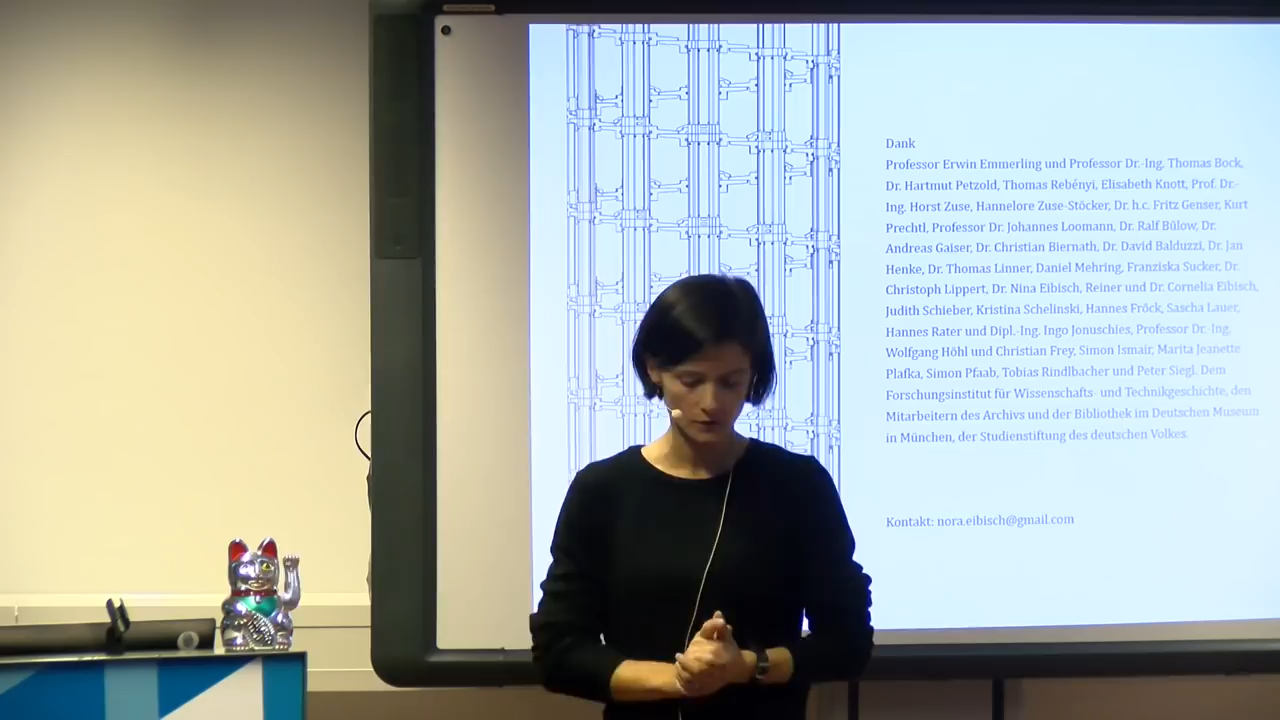 Dank
Professor Erwin Emmerling und Professor Dr.-Ing. Thomas Bock,
Dr. Hartmut Petzold, Thomas Rebényi, Elisabeth Knott, Prof. Dr.-
Ing. Horst Zuse, Hannelore Zuse-Stöcker, Dr. h.c. Fritz Genser, Kurt
Prechtl, Professor Dr. Johannes Loomann, Dr. Ralf Bülow, Dr.
Andreas Gaiser, Dr. Christian Biernath, Dr. David Balduzzi, Dr. Jan
Henke, Dr. Thomas Linner, Daniel Mehring, Franziska Sucker, Dr.
Christoph Lippert, Dr. Nina Eibisch, Reiner und Dr. Cornelia Eibisch,
Judith Schieber, Kristina Schelinski, Hannes Fröck, Sascha Lauer,
Hannes Rater und Dipl.-Ing. Ingo Jonuschies, Professor Dr.-Ing.
Wolfgang Höhl und Christian Frey, Simon Ismair, Marita Jeanette
Plafka, Simon Pfaab, Tobias Rindlbacher und Peter Siegl. Dem
Forschungsinstitut für Wissenschafts- und Technikgeschichte, den
Mitarbeitern des Archivs und der Bibliothek im Deutschen Museum
in München, der Studienstiftung des deutschen Volkes.
Kontakt: nora.eibisch@gmail.com